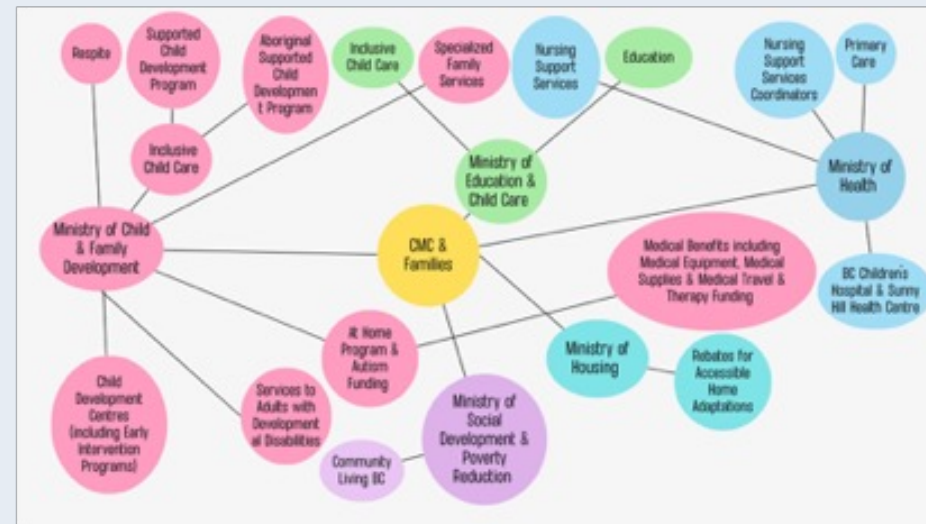 Respite
Supported
Child
Development
Program
Aboriginal
Supported
Child
Developmen
t Program
Inclusive
Child Care
Specialized
Family
Services
Nursing
Support
Services
Education
Nursing
Support
Services
Coordinators
Primary
Care
Inclusive
Child Care
Ministry of
Education &
Child Care
Ministry of
Health
Ministry of Child
& Family
Development
CMC &
Families
Medical Benefits including
Medical Equipment, Medical
Supplies & Medical Travel &
Therapy Funding
BC Children's
Hospital & Sunny
Hill Health Centre
At Home
Program &
Autism
Funding
Ministry of
Housing
Rebates for
Accessible
Home
Adaptations
Child
Development
Centres
(including Early
Intervention
Programs)
Services to
Adults with
Development
al Disabilities
Ministry of
Social
Development &
Poverty
Reduction
Community
Living BC